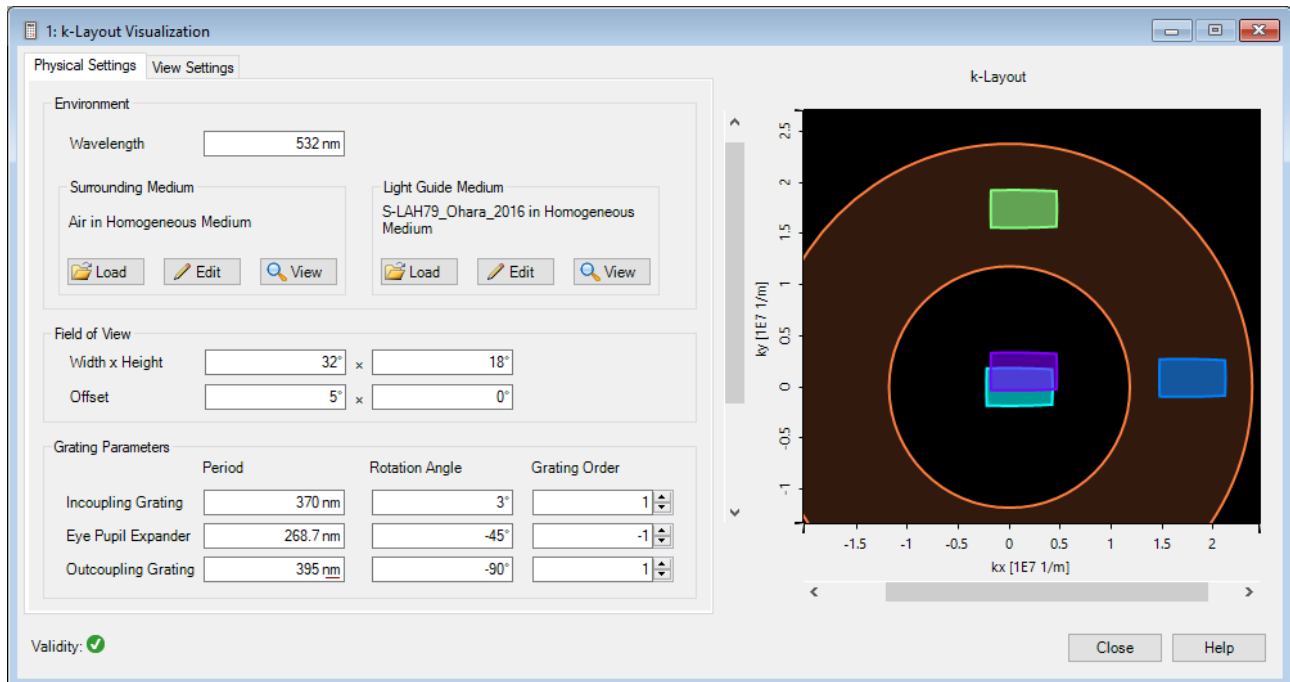 1: k-Layout Visualization
Physical Settings View Settings
Environment
Wavelength 532 nm
Surrounding Medium
Air in Homogeneous Medium
Load Edit View
Light Guide Medium
S-LAH79_Ohara_2016 in Homogeneous
Medium
Load Edit View
Field of View
Width x Height 32° × 18°
Offset 5° × 0°
Grating Parameters
Period Rotation Angle Grating Order
Incoupling Grating 370 nm 3° 1
Eye Pupil Expander 268.7 nm -45° -1
Outcoupling Grating 395 nm -90° 1
Validity:
k-Layout
ky [1E7 1/m]
2.5
2
1.5
1
0.5
0
-0.5
-1
-1.5 -1 -0.5 0 0.5 1 1.5 2
kx [1E7 1/m]
Close Help